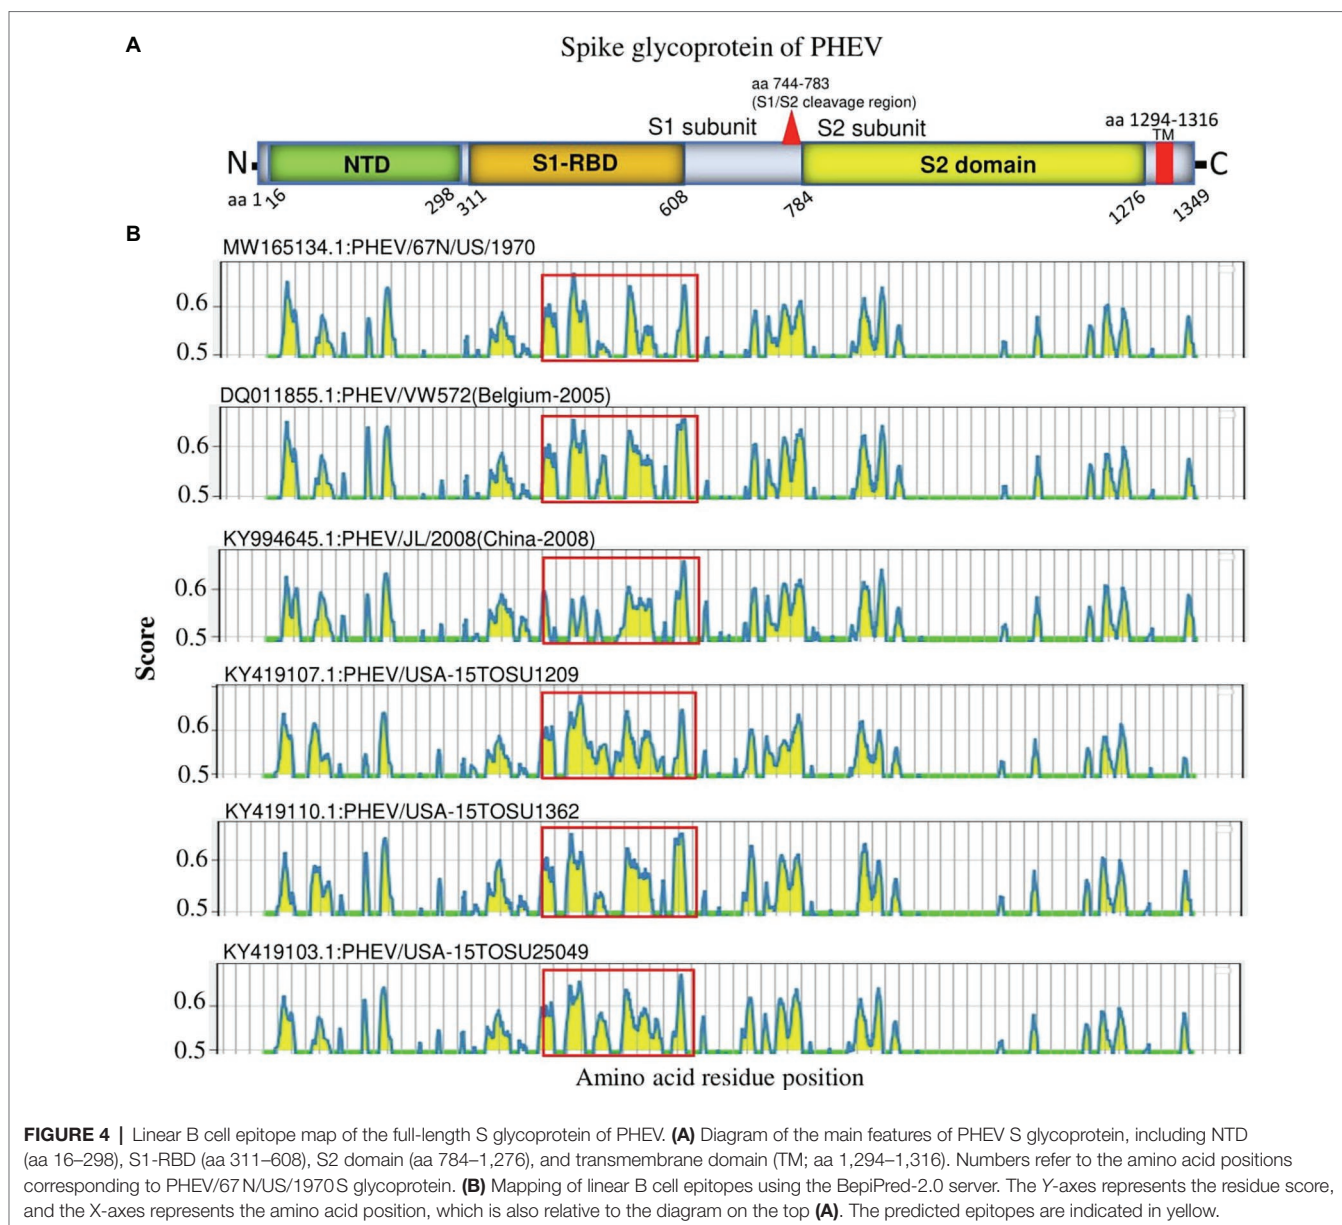 A
Spike glycoprotein of PHEV
aa 744-783
(S1/S2 cleavage region)
S1 subunit
S2 subunit
aa 1294-1316
TM
N
NTD
S1-RBD
S2 domain
C
aa 1
16
298
311
608
784
1276
1349
B
MW165134.1:PHEV/67N/US/1970
0.6
0.5
DQ011855.1:PHEV/VW572(Belgium-2005)
0.6
0.5
KY994645.1:PHEV/JL/2008(China-2008)
0.6
0.5
Score
KY419107.1:PHEV/USA-15TOSU1209
0.6
0.5
KY419110.1:PHEV/USA-15TOSU1362
0.6
0.5
KY419103.1:PHEV/USA-15TOSU25049
0.6
0.5
Amino acid residue position
FIGURE 4 | Linear B cell epitope map of the full-length S glycoprotein of PHEV. (A) Diagram of the main features of PHEV S glycoprotein, including NTD
(aa 16–298), S1-RBD (aa 311–608), S2 domain (aa 784–1,276), and transmembrane domain (TM; aa 1,294–1,316). Numbers refer to the amino acid positions
corresponding to PHEV/67 N/US/1970 S glycoprotein. (B) Mapping of linear B cell epitopes using the BepiPred-2.0 server. The Y-axes represents the residue score,
and the X-axes represents the amino acid position, which is also relative to the diagram on the top (A). The predicted epitopes are indicated in yellow.